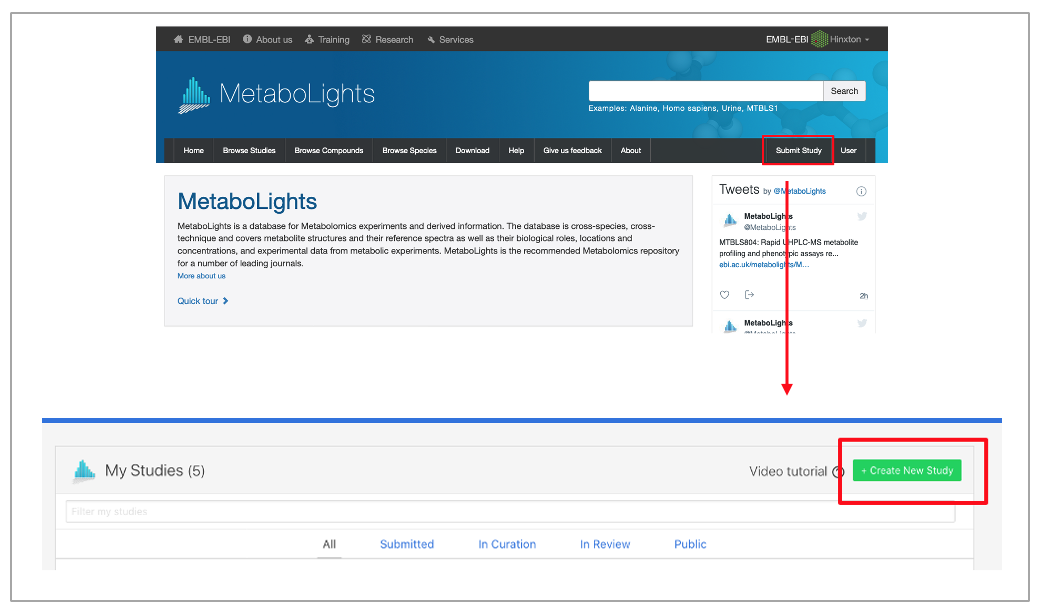 EMBL-EBI About us Training Research Services EMBL-EBI Hinxton
MetaboLights
Search
Examples: Alanine, Homo sapiens, Urine, MTBLS1
Home Browse Studies Browse Compounds Browse Species Download Help Give us feedback About Submit Study User
MetaboLights
MetaboLights is a database for Metabolomics experiments and derived information. The database is cross-species, cross-
technique and covers metabolite structures and their reference spectra as well as their biological roles, locations and
concentrations, and experimental data from metabolic experiments. MetaboLights is the recommended Metabolomics repository
for a number of leading journals.
More about us
Quick tour
Tweets by @MetaboLights
MetaboLights
@MetaboLights
MTBLS804: Rapid UHPLC-MS metabolite
profiling and phenotypic assays re...
ebi.ac.uk/metabolights/M…
2h
MetaboLights
@MetaboLights
My Studies (5)
Video tutorial
+ Create New Study
Filter my studies
All Submitted In Curation In Review Public